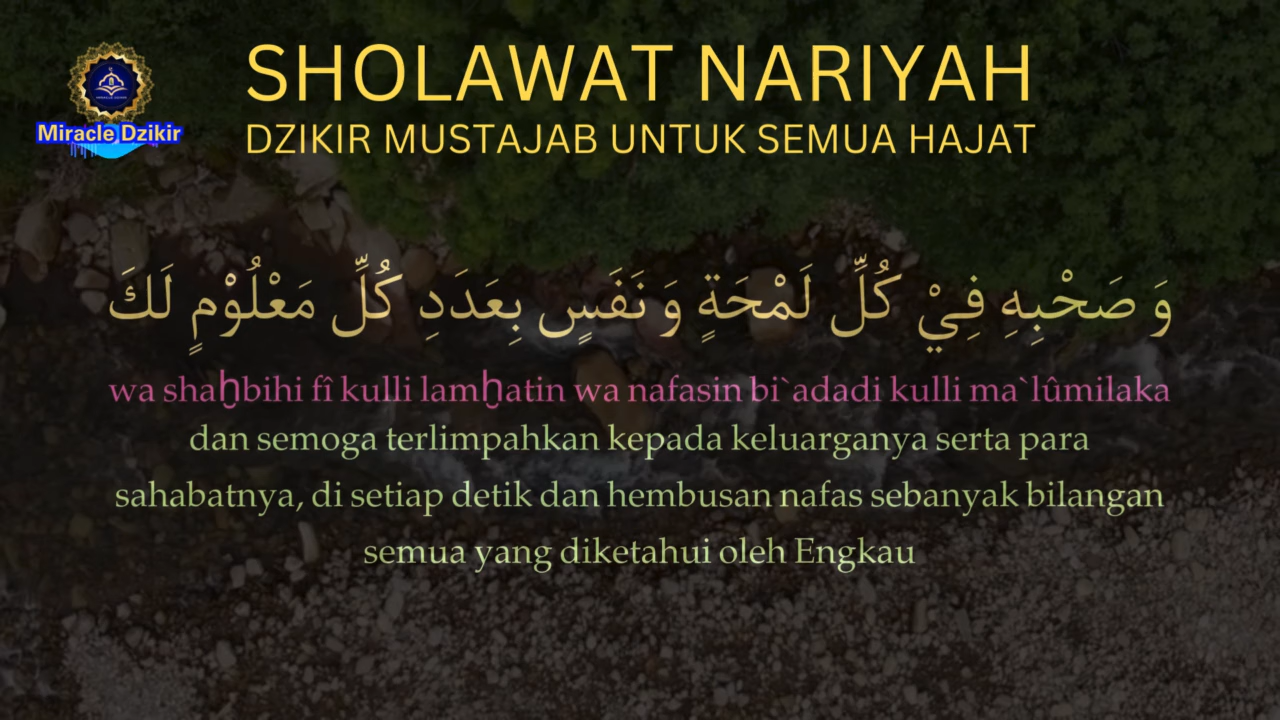 SHOLAWAT NARIYAH
DZIKIR MUSTAJAB UNTUK SEMUA HAJAT
Miracle Dzikir
وَ صَحْبِهِ فِيْ كُلِّ لَمْحَةٍ وَ نَفَسٍ بِعَدَدِ كُلِّ مَعْلُوْمٍ لَكَ
wa shaḫbihi fî kulli lamḫatin wa nafasin bi`adadi kulli ma`lûmilaka
dan semoga terlimpahkan kepada keluarganya serta para
sahabatnya, di setiap detik dan hembusan nafas sebanyak bilangan
semua yang diketahui oleh Engkau